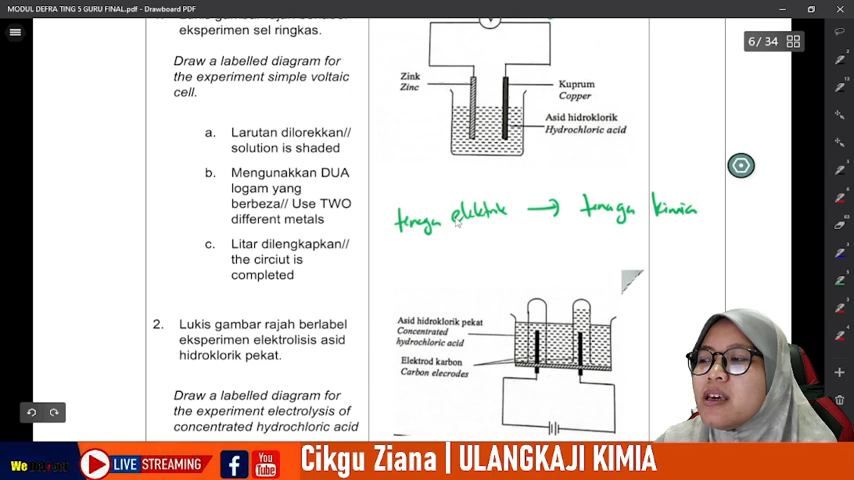 MODUL DEFRA TING 5 GURU FINAL.pdf - Drawboard PDF
6 / 34
eksperimen sel ringkas.
Draw a labelled diagram for
the experiment simple voltaic
cell.
a. Larutan dilorekkan//
solution is shaded
b. Mengunakkan DUA
logam yang
berbeza// Use TWO
different metals
c. Litar dilengkapkan//
the circiut is
completed
V
Zink
Zinc
Kuprum
Copper
Asid hidroklorik
Hydrochloric acid
tenaga elektrik → tenaga kimia
2. Lukis gambar rajah berlabel
eksperimen elektrolisis asid
hidroklorik pekat.
Draw a labelled diagram for
the experiment electrolysis of
concentrated hydrochloric acid
Asid hidroklorik pekat
Concentrated
hydrochloric acid
Elektrod karbon
Carbon elecrodes
LIVE STREAMING
You
Tube
Cikgu Ziana | ULANGKAJI KIMIA